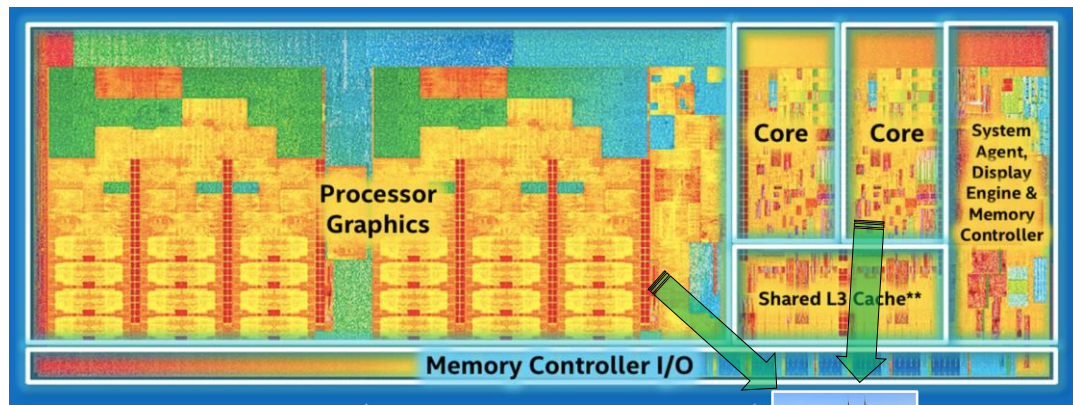 Processor
Graphics
Core
Core
System
Agent,
Display
Engine &
Memory
Controller
Shared L3 Cache**
Memory Controller I/O